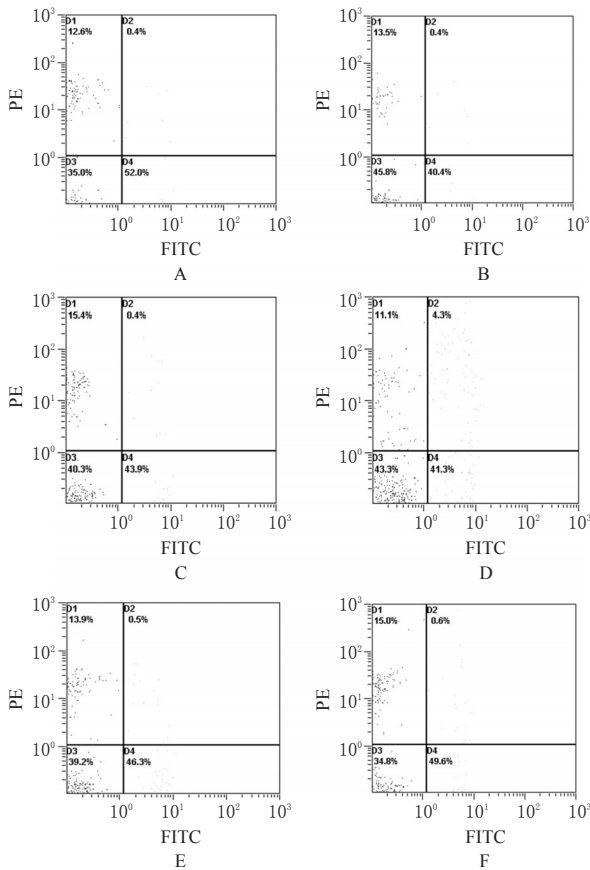 10³
D1 D2
12.6% 0.4%
10²
PE
10¹
10⁰
D3 D4
35.0% 52.0%
10⁰ 10¹ 10² 10³
FITC
A
10³
D1 D2
13.5% 0.4%
10²
PE
10¹
10⁰
D3 D4
45.8% 40.4%
10⁰ 10¹ 10² 10³
FITC
B
10³
D1 D2
15.4% 0.4%
10²
PE
10¹
10⁰
D3 D4
40.3% 43.9%
10⁰ 10¹ 10² 10³
FITC
C
10³
D1 D2
11.1% 4.3%
10²
PE
10¹
10⁰
D3 D4
43.3% 41.3%
10⁰ 10¹ 10² 10³
FITC
D
10³
D1 D2
13.9% 0.5%
10²
PE
10¹
10⁰
D3 D4
39.2% 46.3%
10⁰ 10¹ 10² 10³
FITC
E
10³
D1 D2
15.0% 0.6%
10²
PE
10¹
10⁰
D3 D4
34.8% 49.6%
10⁰ 10¹ 10² 10³
FITC
F